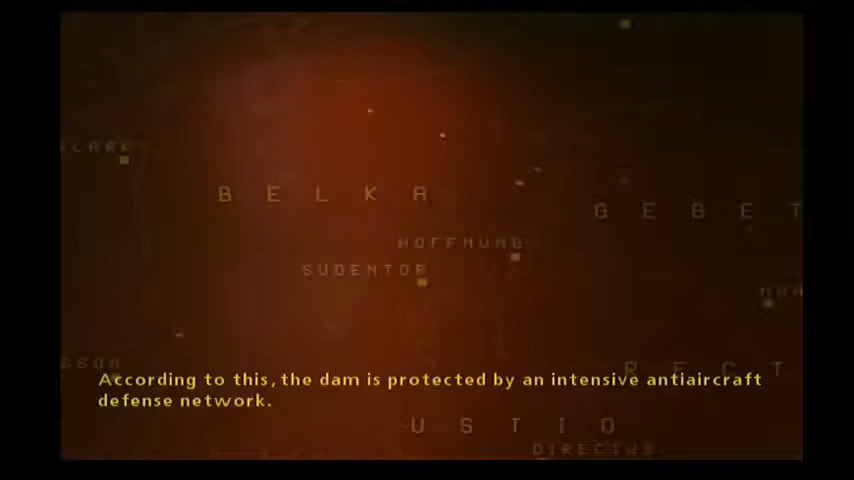 BELKA
GEBET
HOFFNUNG
SUDENTOR
RECT
According to this, the dam is protected by an intensive antiaircraft
defense network.
USTIO
DIRECTUS